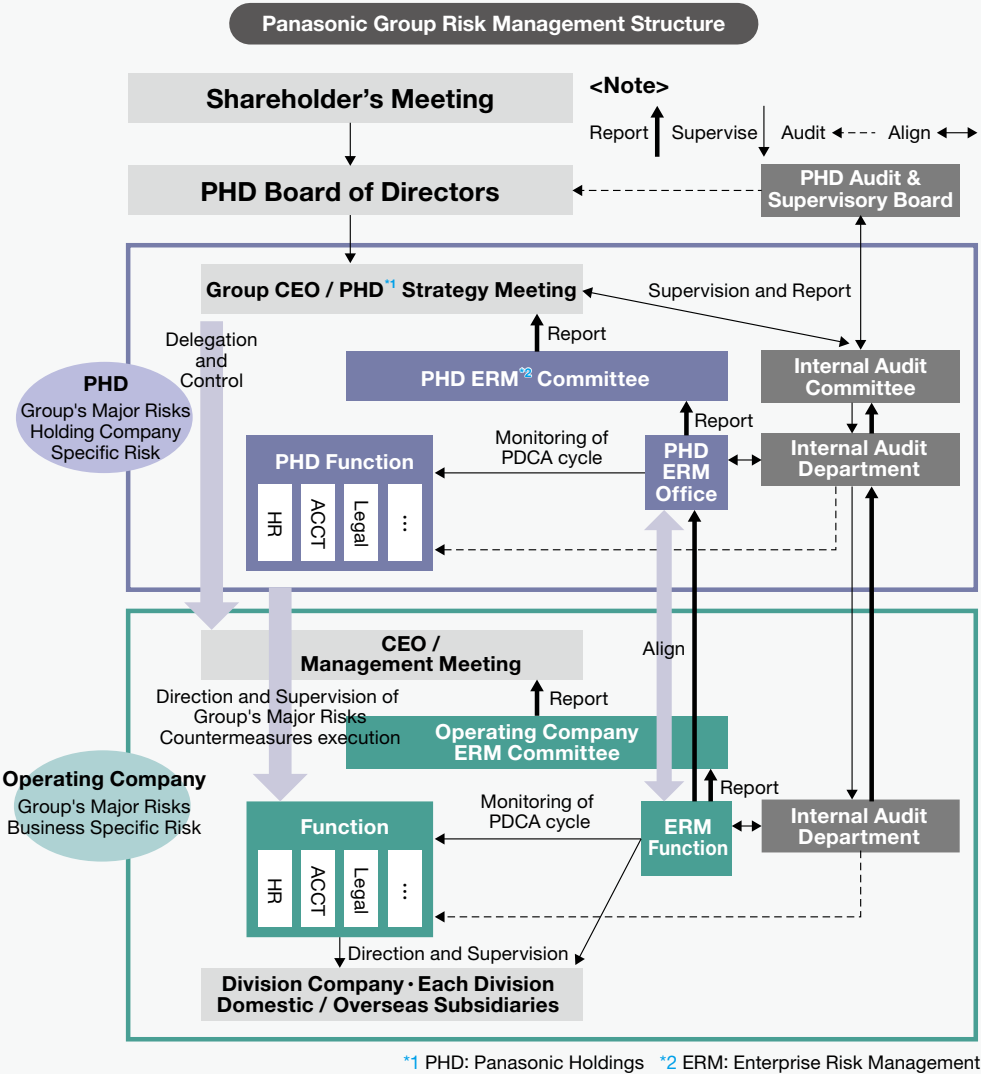 Panasonic Group Risk Management Structure
Shareholder's Meeting
<Note>
Report
Supervise
Audit
Align
PHD Board of Directors
PHD Audit &
Supervisory Board
Group CEO / PHD*1 Strategy Meeting
Supervision and Report
Delegation
and
Control
Report
PHD ERM*2 Committee
Internal Audit
Committee
PHD
Group's Major Risks
Holding Company
Specific Risk
Report
PHD Function
HR
ACCT
Legal
...
Monitoring of
PDCA cycle
PHD
ERM
Office
Internal Audit
Department
CEO /
Management Meeting
Align
Direction and Supervision of
Group's Major Risks
Countermeasures execution
Report
Operating Company
ERM Committee
Operating Company
Group's Major Risks
Business Specific Risk
Report
Function
HR
ACCT
Legal
...
Monitoring of
PDCA cycle
ERM
Function
Internal Audit
Department
Direction and Supervision
Division Company・Each Division
Domestic / Overseas Subsidiaries
*1 PHD: Panasonic Holdings *2 ERM: Enterprise Risk Management